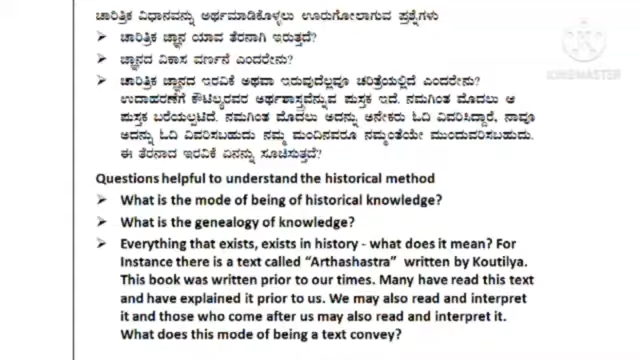 ಚಾರಿತ್ರಿಕ ವಿಧಾನವನ್ನು ಅರ್ಥಮಾಡಿಕೊಳ್ಳಲು ಊರುಗೋಲಾಗುವ ಪ್ರಶ್ನೆಗಳು
➤ ಚಾರಿತ್ರಿಕ ಜ್ಞಾನ ಯಾವ ತೆರನಾಗಿ ಇರುತ್ತದೆ?
➤ ಜ್ಞಾನದ ವಿಕಾಸ ವರ್ಣನೆ ಎಂದರೇನು?
➤ ಚಾರಿತ್ರಿಕ ಜ್ಞಾನದ ಇರವಿಕೆ ಅಥವಾ ಇರುವುದೆಲ್ಲವೂ ಚರಿತ್ರೆಯಲ್ಲಿದೆ ಎಂದರೇನು?
ಉದಾಹರಣೆಗೆ ಕೌಟಿಲ್ಯರವರ ಅರ್ಥಶಾಸ್ತ್ರವೆನ್ನುವ ಪುಸ್ತಕ ಇದೆ. ನಮಗಿಂತ ಮೊದಲು ಆ
ಪುಸ್ತಕ ಬರೆಯಲ್ಪಟಿದೆ. ನಮಗಿಂತ ಮೊದಲು ಅದನ್ನು ಅನೇಕರು ಓದಿ ವಿವರಿಸಿದ್ದಾರೆ, ನಾವೂ
ಅದನ್ನು ಓದಿ ವಿವರಿಸಬಹುದು ನಮ್ಮ ಮಂದಿನವರೂ ನಮ್ಮಂತೆಯೇ ಮುಂದುವರಿಸಬಹುದು.
ಈ ತೆರನಾದ ಇರವಿಕೆ ಏನನ್ನು ಸೂಚಿಸುತ್ತದೆ?
Questions helpful to understand the historical method
➤ What is the mode of being of historical knowledge?
➤ What is the genealogy of knowledge?
➤ Everything that exists, exists in history - what does it mean? For
Instance there is a text called “Arthashastra” written by Koutilya.
This book was written prior to our times. Many have read this text
and have explained it prior to us. We may also read and interpret
it and those who come after us may also read and interpret it.
What does this mode of being a text convey?
KINEMASTER